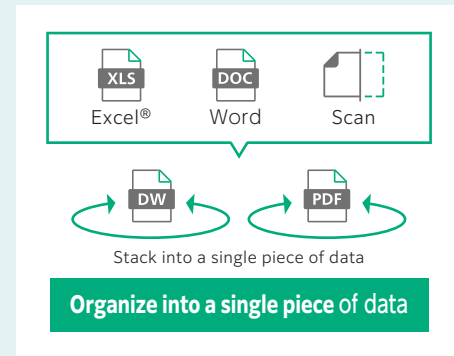 XLS DOC
Excel® Word Scan
DW PDF
Stack into a single piece of data
Organize into a single piece of data